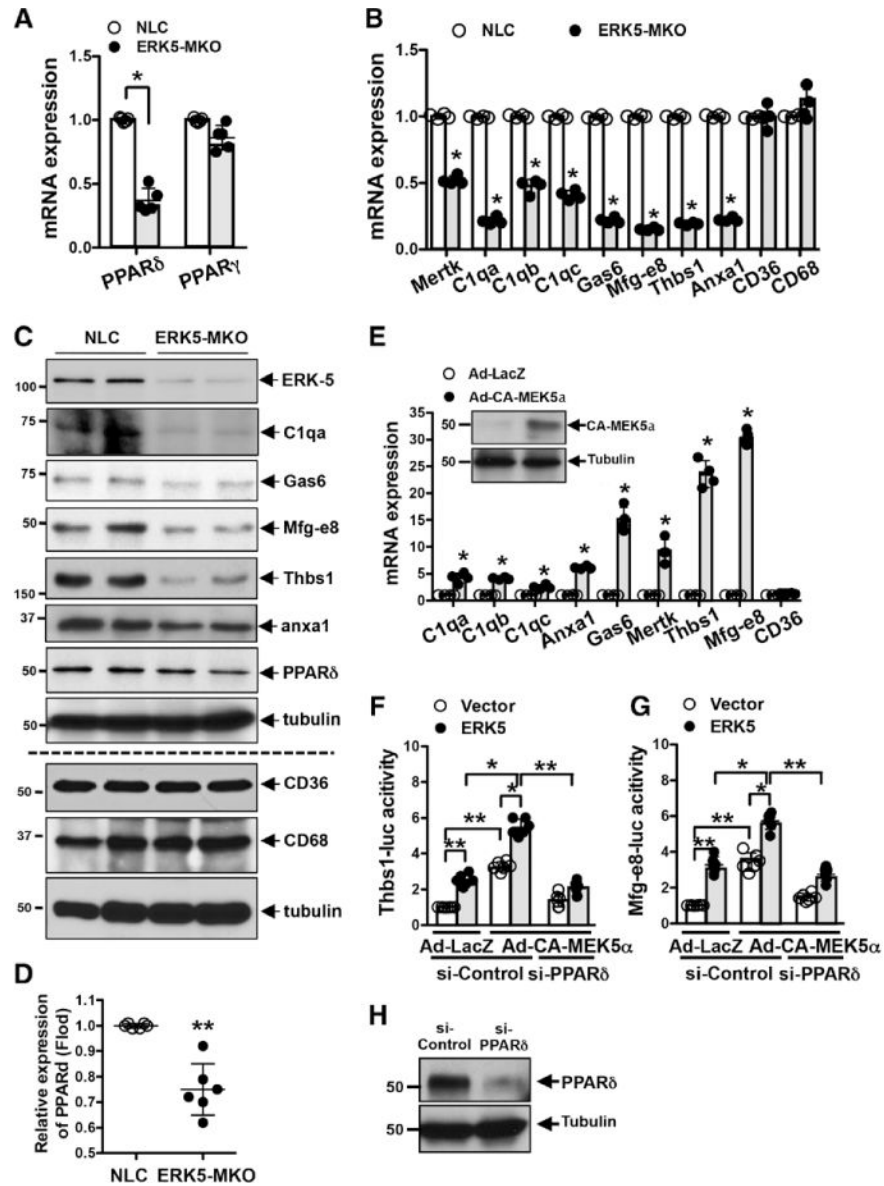 A
NLC
ERK5-MKO
*
mRNA expression
1.5
1.0
0.5
0.0
PPARδ
PPARγ
B
NLC
ERK5-MKO
mRNA expression
1.5
1.0
0.5
0.0
* * * * * * * *
Mertk
C1qa
C1qb
C1qc
Gas6
Mfg-e8
Thbs1
Anxa1
CD36
CD68
C
NLC ERK5-MKO
100
ERK-5
75
C1qa
75
Gas6
50
Mfg-e8
150
Thbs1
37
anxa1
50
PPARδ
50
tubulin
50
CD36
37
CD68
50
tubulin
D
Relative expression
of PPARd (Flod)
1.1
1.0
0.9
0.8
0.7
0.6
0.5
**
NLC
ERK5-MKO
E
Ad-LacZ
Ad-CA-MEK5a
50
CA-MEK5a
50
Tubulin
mRNA expression
35
30
25
20
15
10
5
0
* * * * * * * *
C1qa
C1qb
C1qc
Anxa1
Gas6
Mertk
Thbs1
Mfg-e8
CD36
F
Vector
ERK5
Thbs1-luc acitivity
8
6
4
2
0
* **
** *
**
Ad-LacZ Ad-CA-MEK5α
si-Control si-PPARδ
G
Vector
ERK5
Mfg-e8-luc acitivity
8
6
4
2
0
* **
** *
**
Ad-LacZ Ad-CA-MEK5α
si-Control si-PPARδ
H
si-
Control
si-
PPARδ
50
PPARδ
50
Tubulin